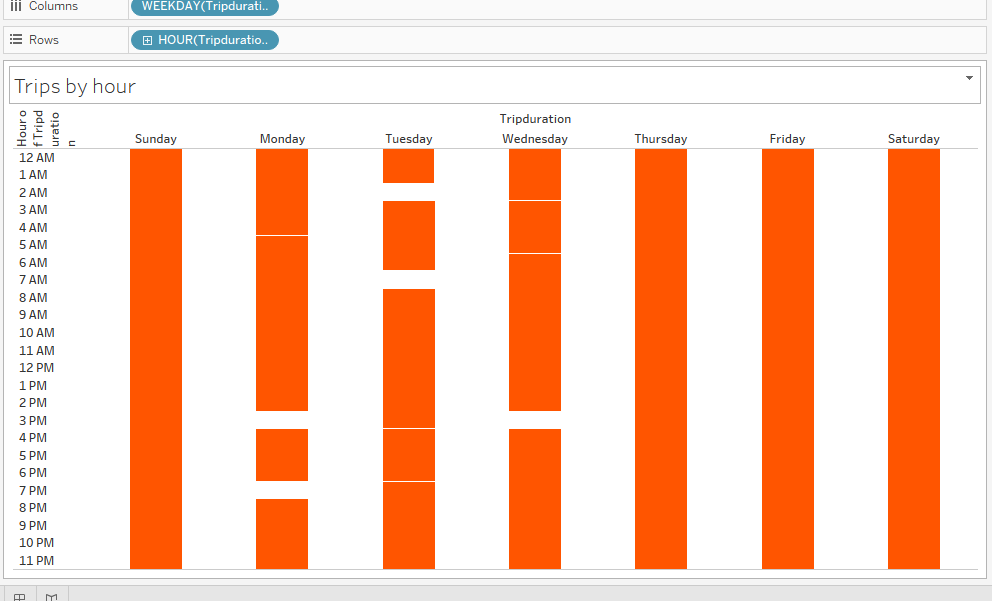 Columns
WEEKDAY(Tripdurati..
Rows
HOUR(Tripduratio..
Trips by hour
Hour o
f Tripd
uratio
n
Tripduration
Sunday Monday Tuesday Wednesday Thursday Friday Saturday
12 AM
1 AM
2 AM
3 AM
4 AM
5 AM
6 AM
7 AM
8 AM
9 AM
10 AM
11 AM
12 PM
1 PM
2 PM
3 PM
4 PM
5 PM
6 PM
7 PM
8 PM
9 PM
10 PM
11 PM